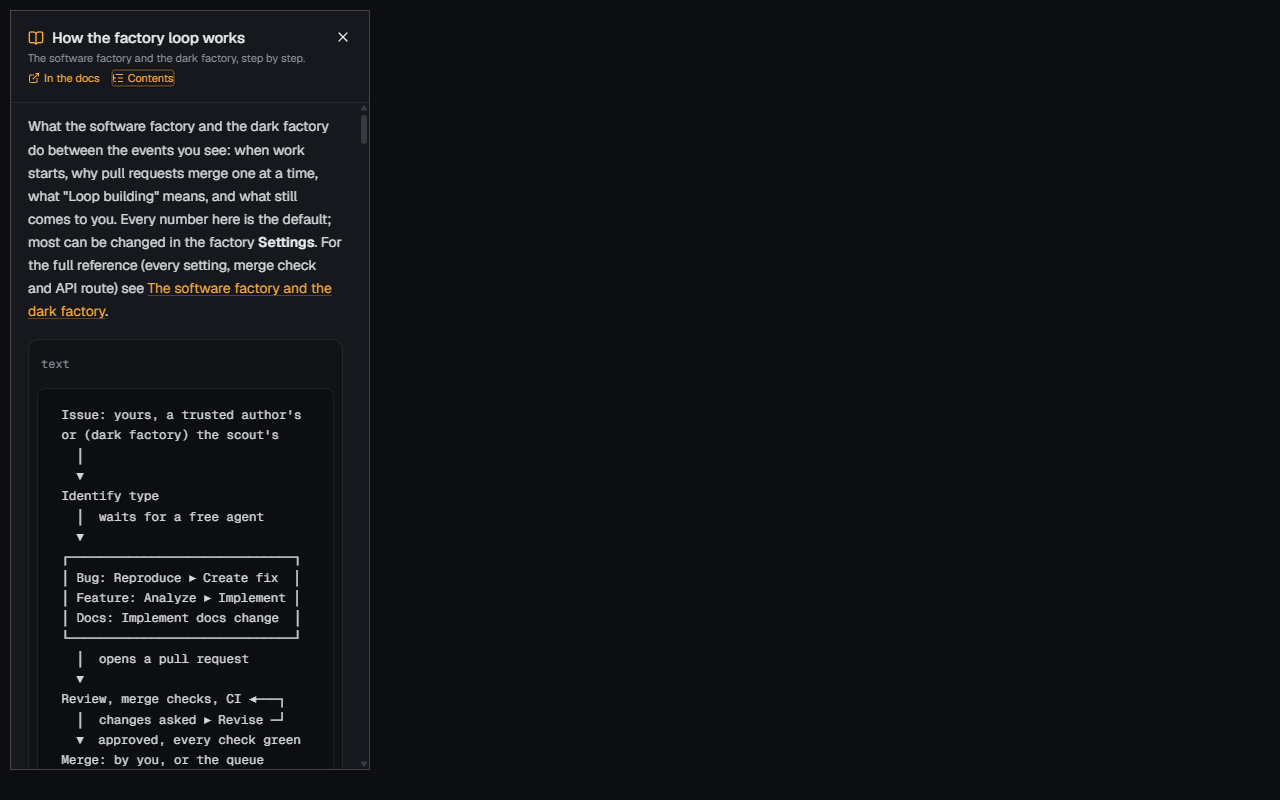 How the factory loop works
The software factory and the dark factory, step by step.
In the docs Contents
What the software factory and the dark factory
do between the events you see: when work
starts, why pull requests merge one at a time,
what "Loop building" means, and what still
comes to you. Every number here is the default;
most can be changed in the factory Settings. For
the full reference (every setting, merge check
and API route) see The software factory and the
dark factory.
text
Issue: yours, a trusted author's
or (dark factory) the scout's
Identify type
waits for a free agent
Bug: Reproduce ▶ Create fix
Feature: Analyze ▶ Implement
Docs: Implement docs change
opens a pull request
Review, merge checks, CI
changes asked ▶ Revise
approved, every check green
Merge: by you, or the queue